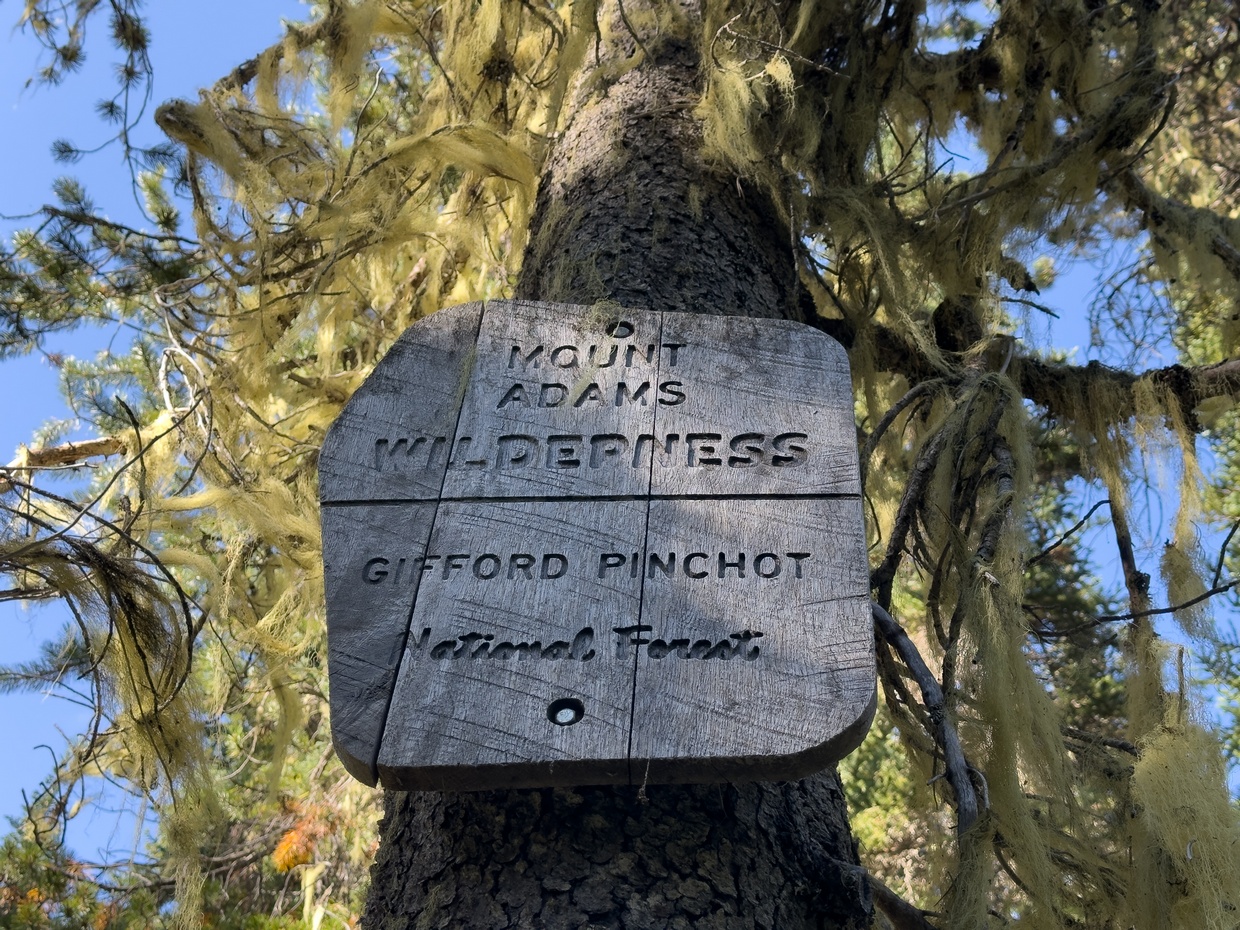 MOUNT
ADAMS
WILDERNESS
GIFFORD PINCHOT
National Forest